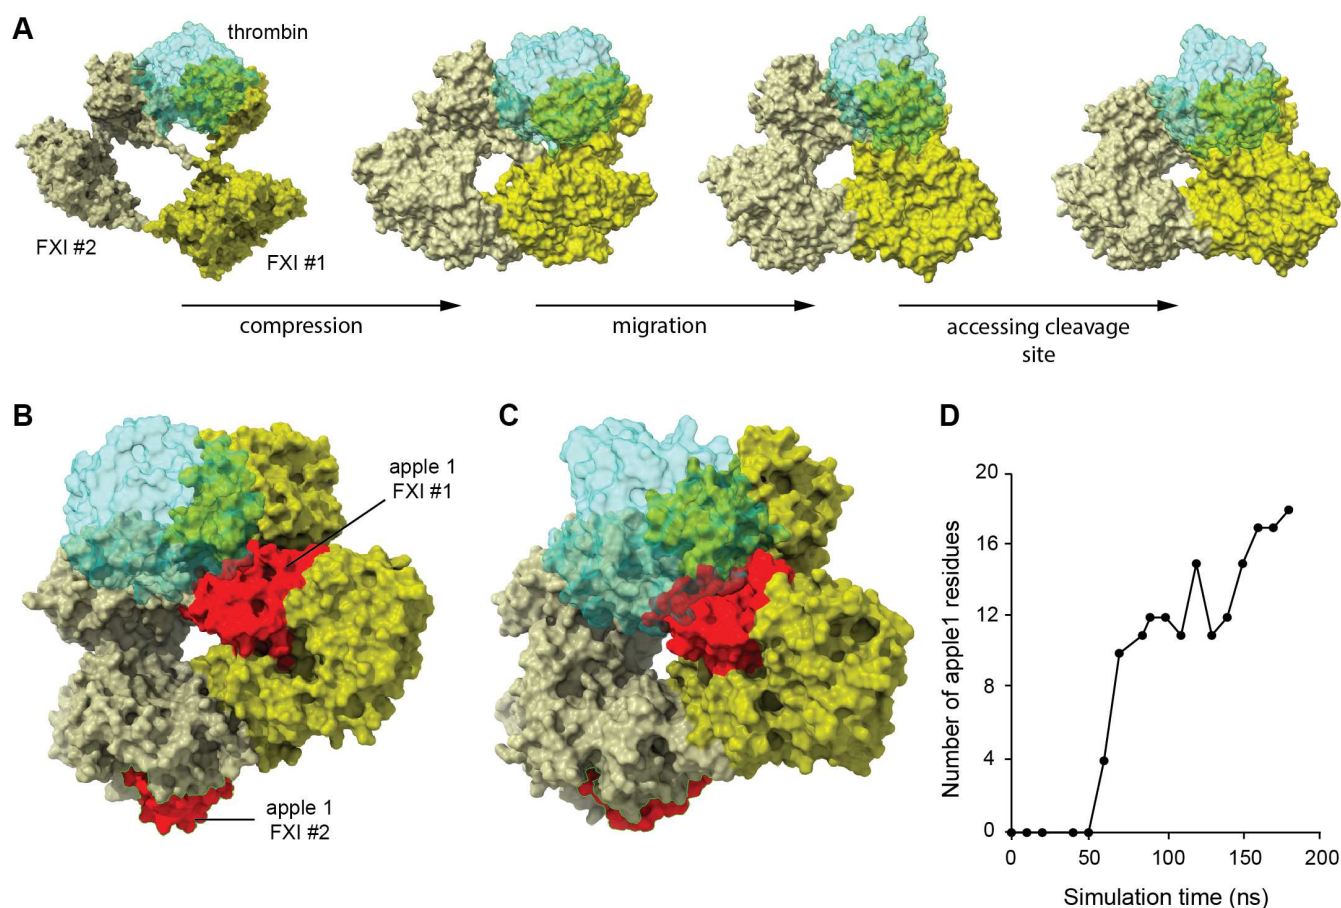 A
thrombin
FXI #2
FXI #1
compression
migration
accessing cleavage
site
B
apple 1
FXI #1
apple 1
FXI #2
C
D
Number of apple1 residues
20
16
12
8
4
0
0
50
100
150
200
Simulation time (ns)